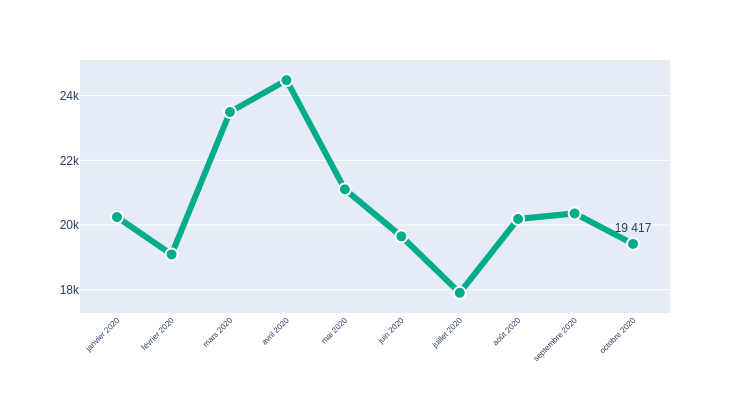 24k
22k
20k
18k
19 417
janvier 2020
février 2020
mars 2020
avril 2020
mai 2020
juin 2020
juillet 2020
août 2020
septembre 2020
octobre 2020